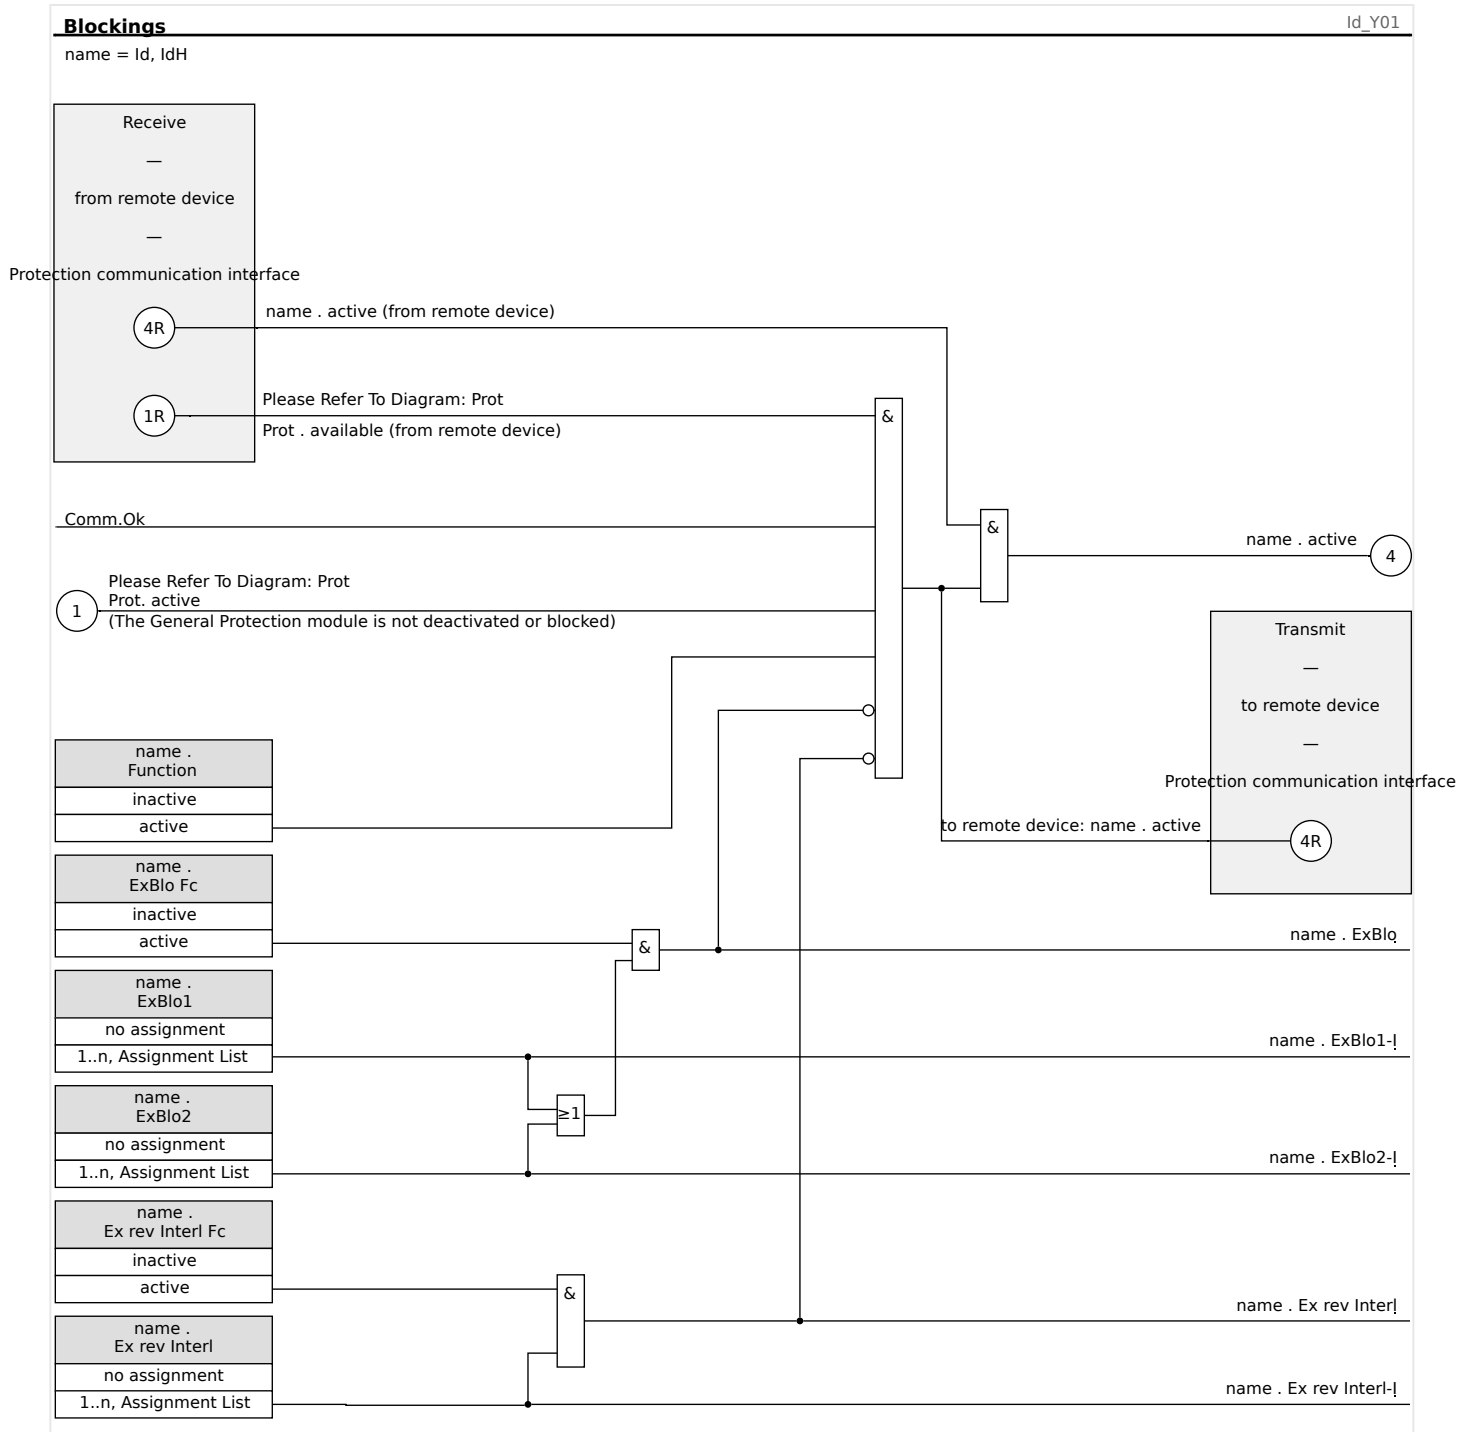 Blockings
Id_Y01
name = Id, IdH
Receive
—
from remote device
—
Protection communication interface
4R
name . active (from remote device)
1R
Please Refer To Diagram: Prot
Prot . available (from remote device)
&
Comm.Ok
&
name . active
4
1
Please Refer To Diagram: Prot
Prot. active
(The General Protection module is not deactivated or blocked)
Transmit
—
to remote device
—
Protection communication interface
to remote device: name . active
4R
name .
Function
inactive
active
name .
ExBlo Fc
inactive
active
&
name . ExBlo
name .
ExBlo1
no assignment
1..n, Assignment List
name . ExBlo1-I
name .
ExBlo2
≥1
no assignment
1..n, Assignment List
name . ExBlo2-I
name .
Ex rev Interl Fc
inactive
active
&
name . Ex rev Interl
name .
Ex rev Interl
no assignment
1..n, Assignment List
name . Ex rev Interl-I